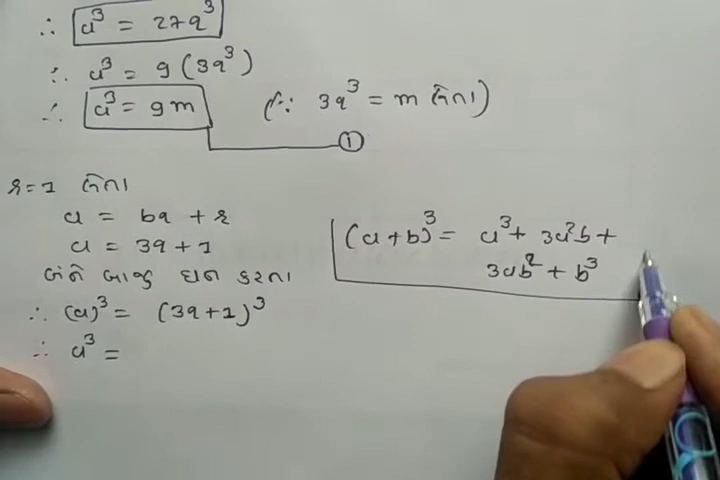 ∴ a³ = 27q³
∴ a³ = 9(3q³)
∴ a³ = 9m (∵ 3q³ = m લેતા)
①
r=1 લેતા
a = bq + r
a = 3q+1
બંને બાજુ ઘન કરતા
∴ (a)³ = (3q+1)³
∴ a³ =
(a+b)³ = a³ + 3a²b +
3ab² + b³